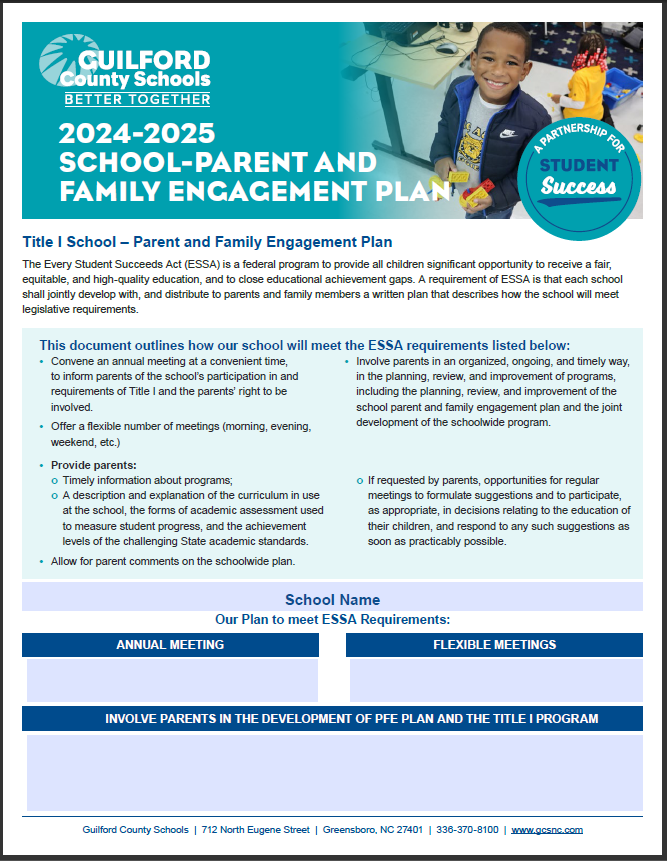 GUILFORD
County Schools
BETTER TOGETHER
2024-2025
SCHOOL-PARENT AND
FAMILY ENGAGEMENT PLAN
A PARTNERSHIP FOR
STUDENT
Success
Title I School – Parent and Family Engagement Plan
The Every Student Succeeds Act (ESSA) is a federal program to provide all children significant opportunity to receive a fair,
equitable, and high-quality education, and to close educational achievement gaps. A requirement of ESSA is that each school
shall jointly develop with, and distribute to parents and family members a written plan that describes how the school will meet
legislative requirements.
This document outlines how our school will meet the ESSA requirements listed below:
• Convene an annual meeting at a convenient time,
to inform parents of the school's participation in and
requirements of Title I and the parents' right to be
involved.
• Offer a flexible number of meetings (morning, evening,
weekend, etc.)
• Involve parents in an organized, ongoing, and timely way,
in the planning, review, and improvement of programs,
including the planning, review, and improvement of the
school parent and family engagement plan and the joint
development of the schoolwide program.
• Provide parents:
o Timely information about programs;
o A description and explanation of the curriculum in use
at the school, the forms of academic assessment used
to measure student progress, and the achievement
levels of the challenging State academic standards.
o If requested by parents, opportunities for regular
meetings to formulate suggestions and to participate,
as appropriate, in decisions relating to the education of
their children, and respond to any such suggestions as
soon as practicably possible.
• Allow for parent comments on the schoolwide plan.
School Name
Our Plan to meet ESSA Requirements:
ANNUAL MEETING
FLEXIBLE MEETINGS
INVOLVE PARENTS IN THE DEVELOPMENT OF PFE PLAN AND THE TITLE I PROGRAM
Guilford County Schools | 712 North Eugene Street | Greensboro, NC 27401 | 336-370-8100 | www.gcsnc.com